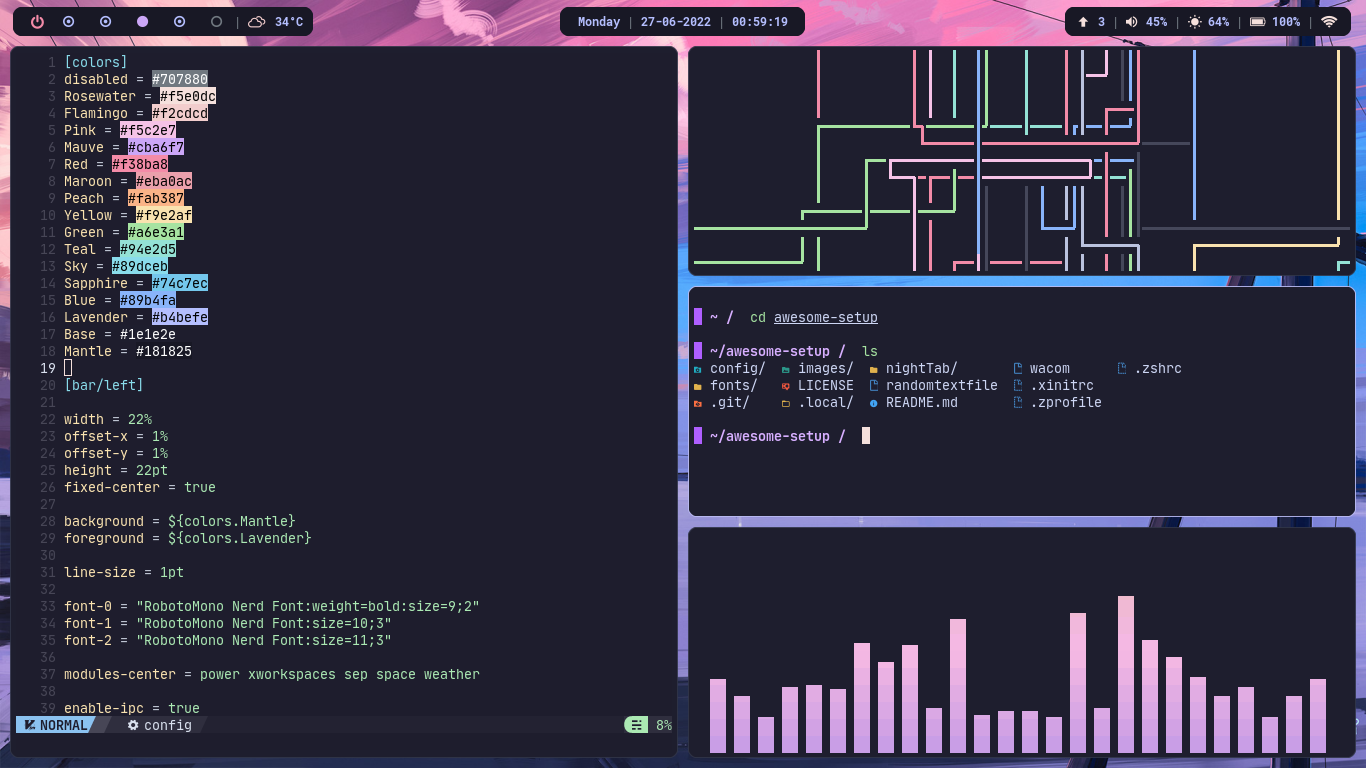 34°C
Monday | 27-06-2022 | 00:59:19
3 | 45% | 64% | 100% |
1 [colors]
2 disabled = #707880
3 Rosewater = #f5e0dc
4 Flamingo = #f2cdcd
5 Pink = #f5c2e7
6 Mauve = #cba6f7
7 Red = #f38ba8
8 Maroon = #eba0ac
9 Peach = #fab387
10 Yellow = #f9e2af
11 Green = #a6e3a1
12 Teal = #94e2d5
13 Sky = #89dceb
14 Sapphire = #74c7ec
15 Blue = #89b4fa
16 Lavender = #b4befe
17 Base = #1e1e2e
18 Mantle = #181825
19
20 [bar/left]
21
22 width = 22%
23 offset-x = 1%
24 offset-y = 1%
25 height = 22pt
26 fixed-center = true
27
28 background = ${colors.Mantle}
29 foreground = ${colors.Lavender}
30
31 line-size = 1pt
32
33 font-0 = "RobotoMono Nerd Font:weight=bold:size=9;2"
34 font-1 = "RobotoMono Nerd Font:size=10;3"
35 font-2 = "RobotoMono Nerd Font:size=11;3"
36
37 modules-center = power xworkspaces sep space weather
38
39 enable-ipc = true
NORMAL config 8%
~ / cd awesome-setup
~/awesome-setup / ls
config/ images/ nightTab/ wacom .zshrc
fonts/ LICENSE randomtextfile .xinitrc
.git/ .local/ README.md .zprofile
~/awesome-setup /